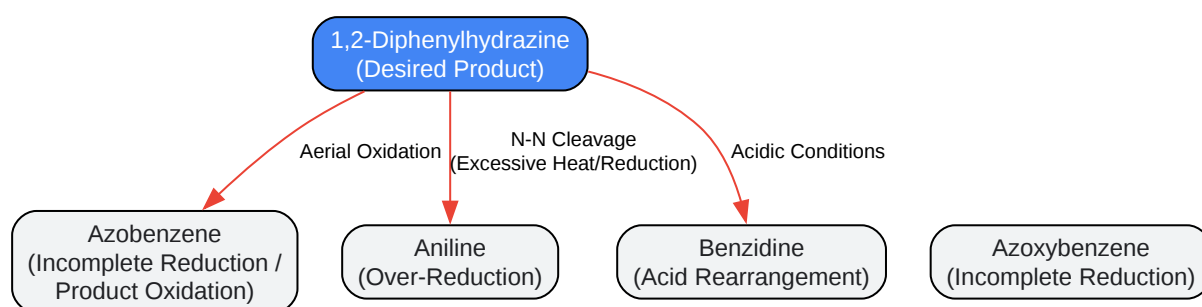 1,2-Diphenylhydrazine
(Desired Product)
Aerial Oxidation
N-N Cleavage
(Excessive Heat/Reduction)
Acidic Conditions
Azobenzene
(Incomplete Reduction /
Product Oxidation)
Aniline
(Over-Reduction)
Benzidine
(Acid Rearrangement)
Azoxybenzene
(Incomplete Reduction)